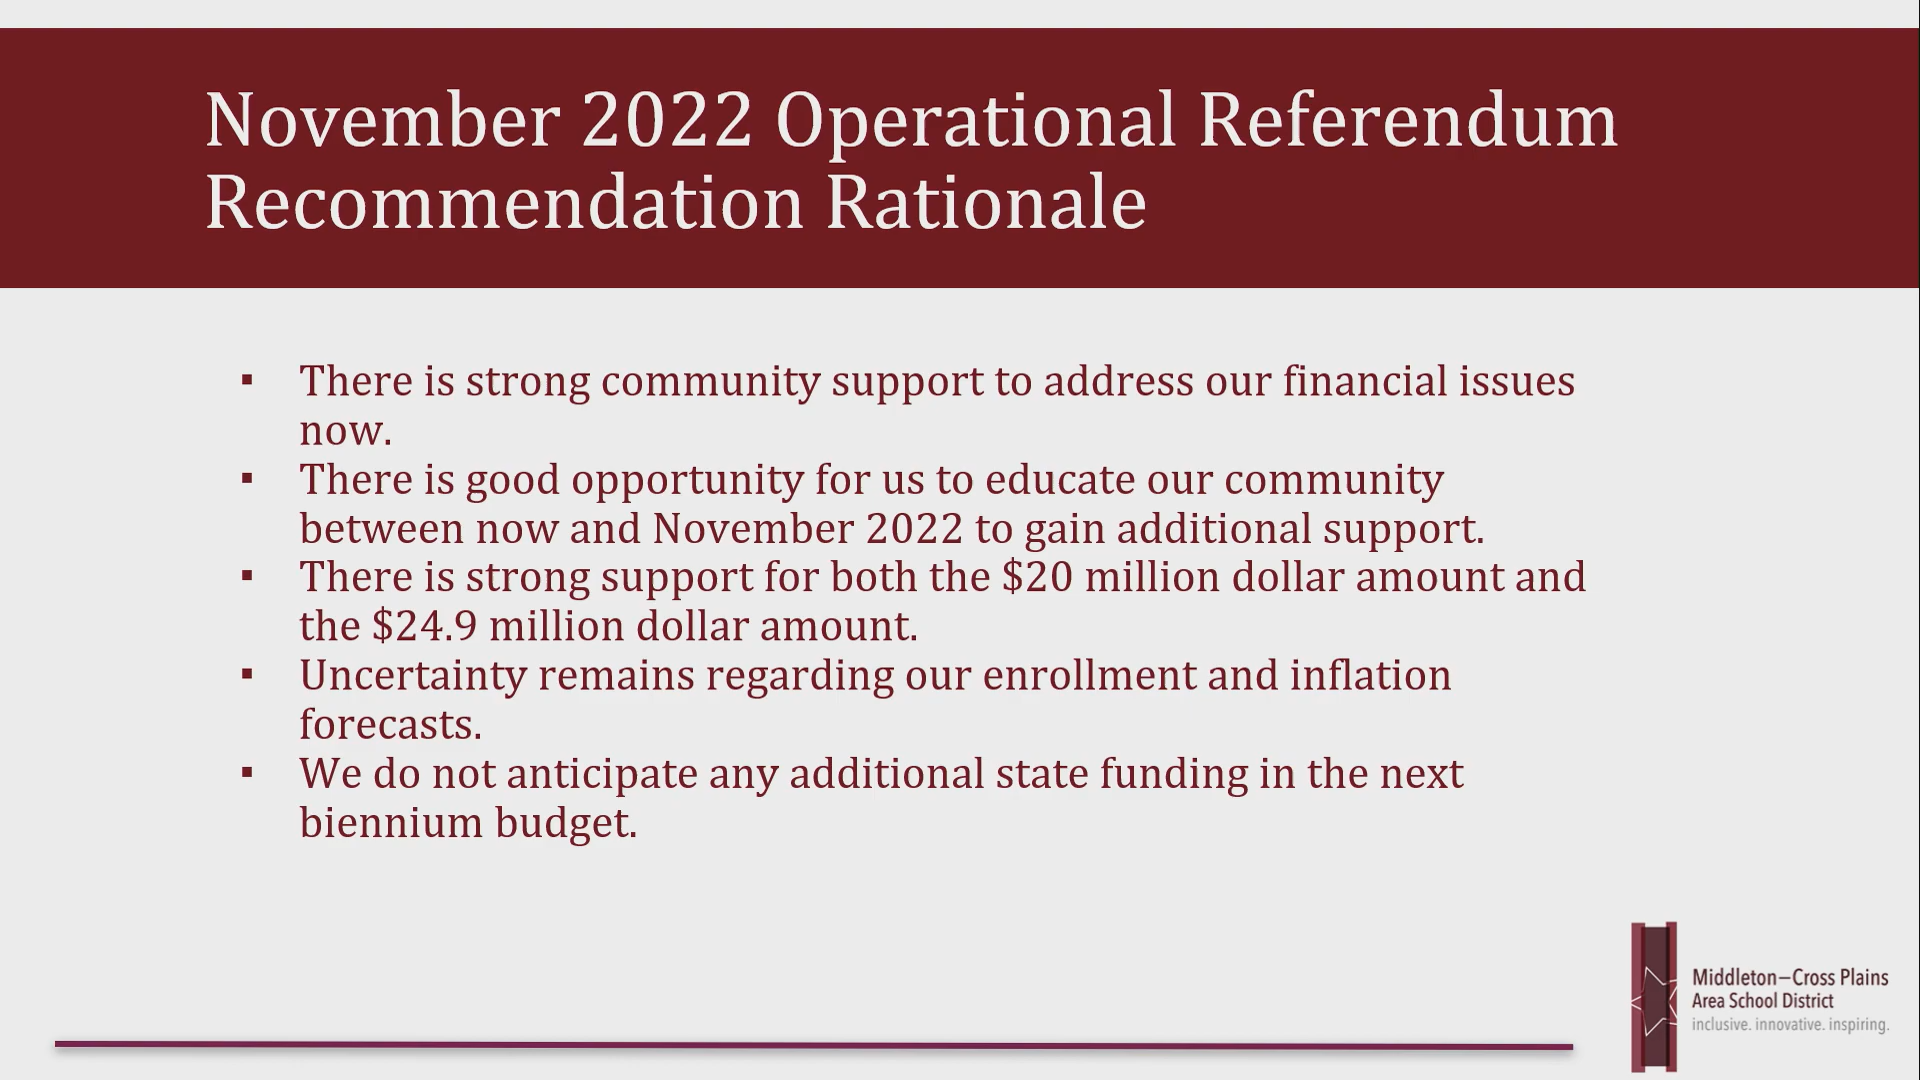 November 2022 Operational Referendum
Recommendation Rationale
▪ There is strong community support to address our financial issues
now.
▪ There is good opportunity for us to educate our community
between now and November 2022 to gain additional support.
▪ There is strong support for both the $20 million dollar amount and
the $24.9 million dollar amount.
▪ Uncertainty remains regarding our enrollment and inflation
forecasts.
▪ We do not anticipate any additional state funding in the next
biennium budget.
Middleton–Cross Plains
Area School District
inclusive. innovative. inspiring.